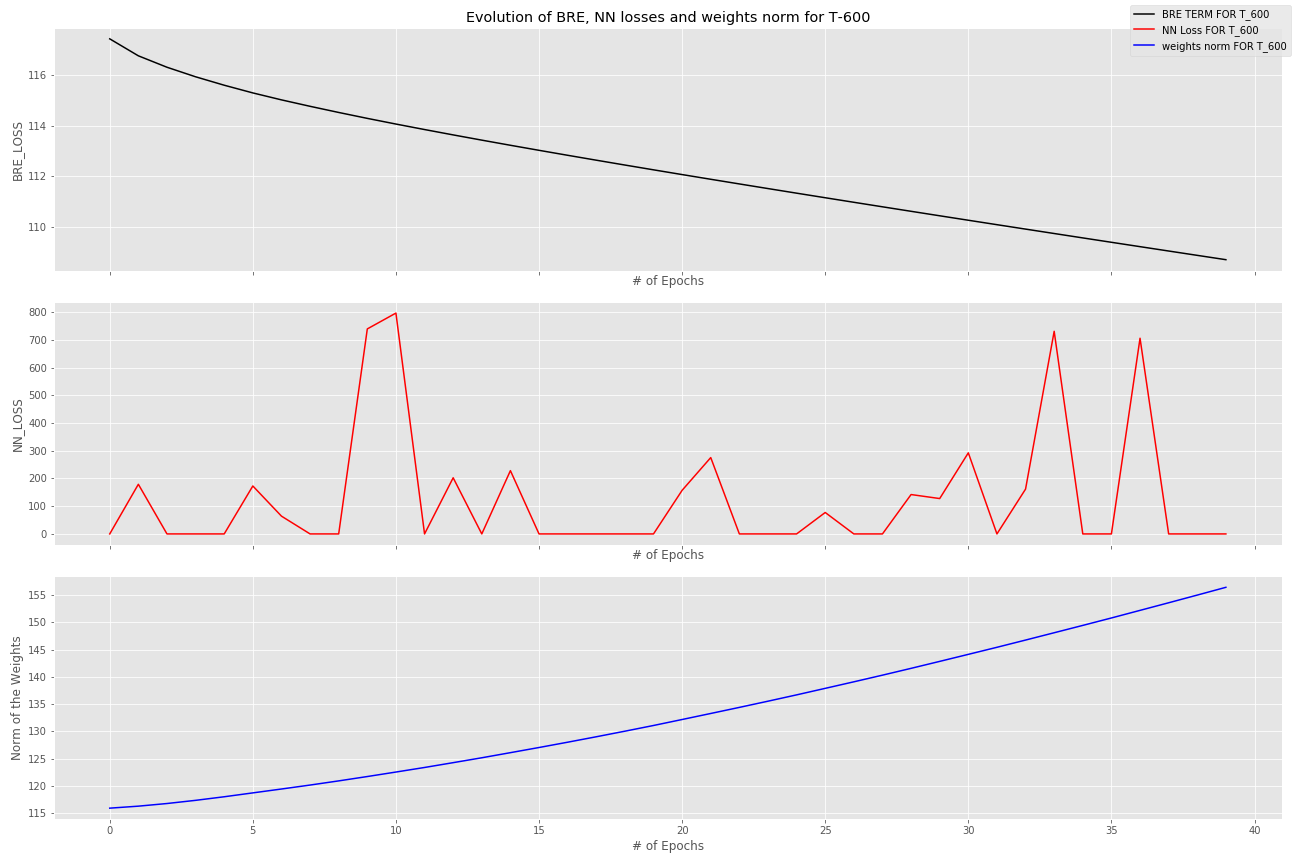 Evolution of BRE, NN losses and weights norm for T-600
BRE TERM FOR T_600
NN Loss FOR T_600
weights norm FOR T_600
BRE_LOSS
116
114
112
110
# of Epochs
NN_LOSS
800
700
600
500
400
300
200
100
0
# of Epochs
Norm of the Weights
155
150
145
140
135
130
125
120
115
0 5 10 15 20 25 30 35 40
# of Epochs